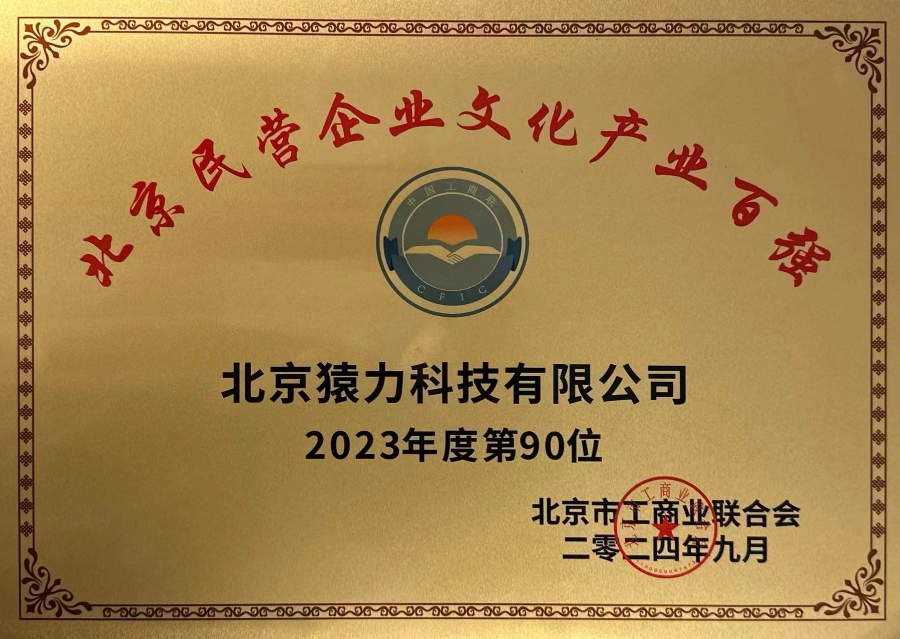 北京民营企业文化产业百强
中国工商联
CFIC
北京猿力科技有限公司
2023年度第90位
北京市工商业联合会
二零二四年九月